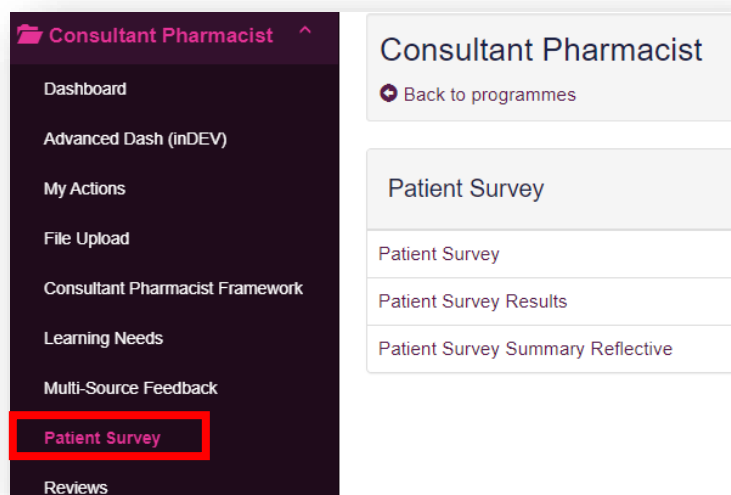 Consultant Pharmacist
Dashboard
Advanced Dash (inDEV)
My Actions
File Upload
Consultant Pharmacist Framework
Learning Needs
Multi-Source Feedback
Patient Survey
Reviews
Consultant Pharmacist
Back to programmes
Patient Survey
Patient Survey
Patient Survey Results
Patient Survey Summary Reflective